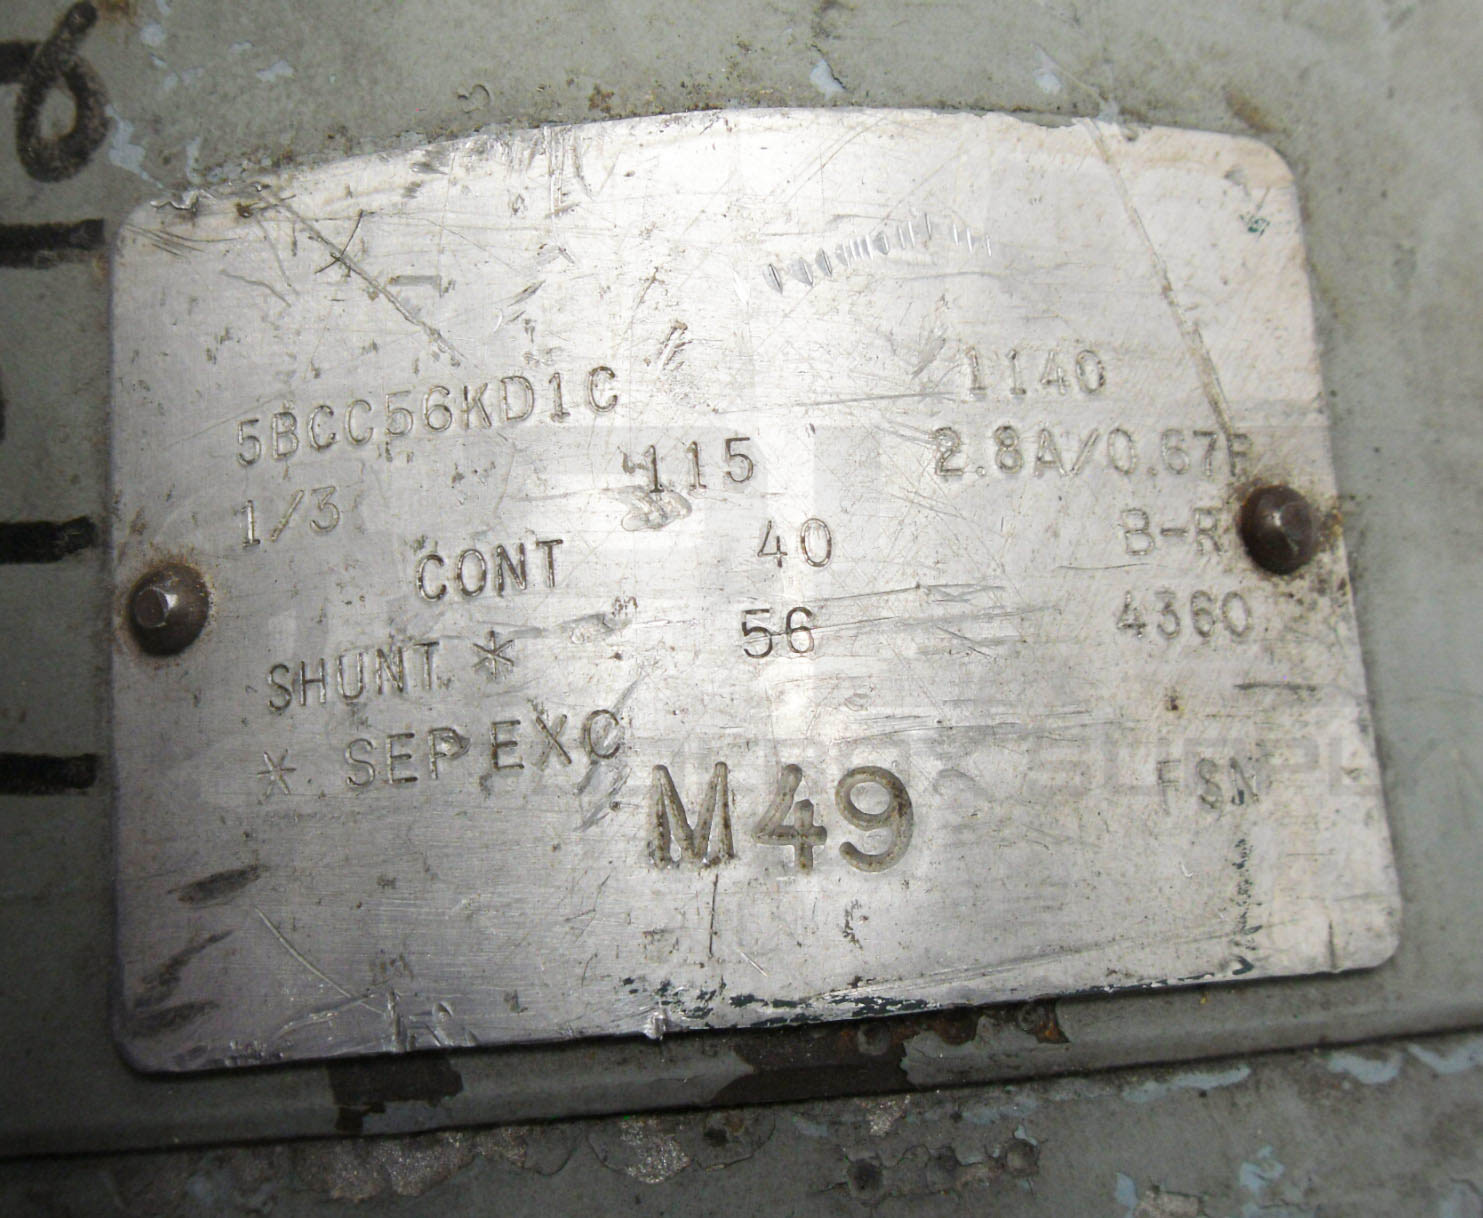 5BCC56KD1C 1140
1/3 115 2.8A/0.67F
CONT 40 B-R
SHUNT * 56 4360
* SEP EXC FSN
M49